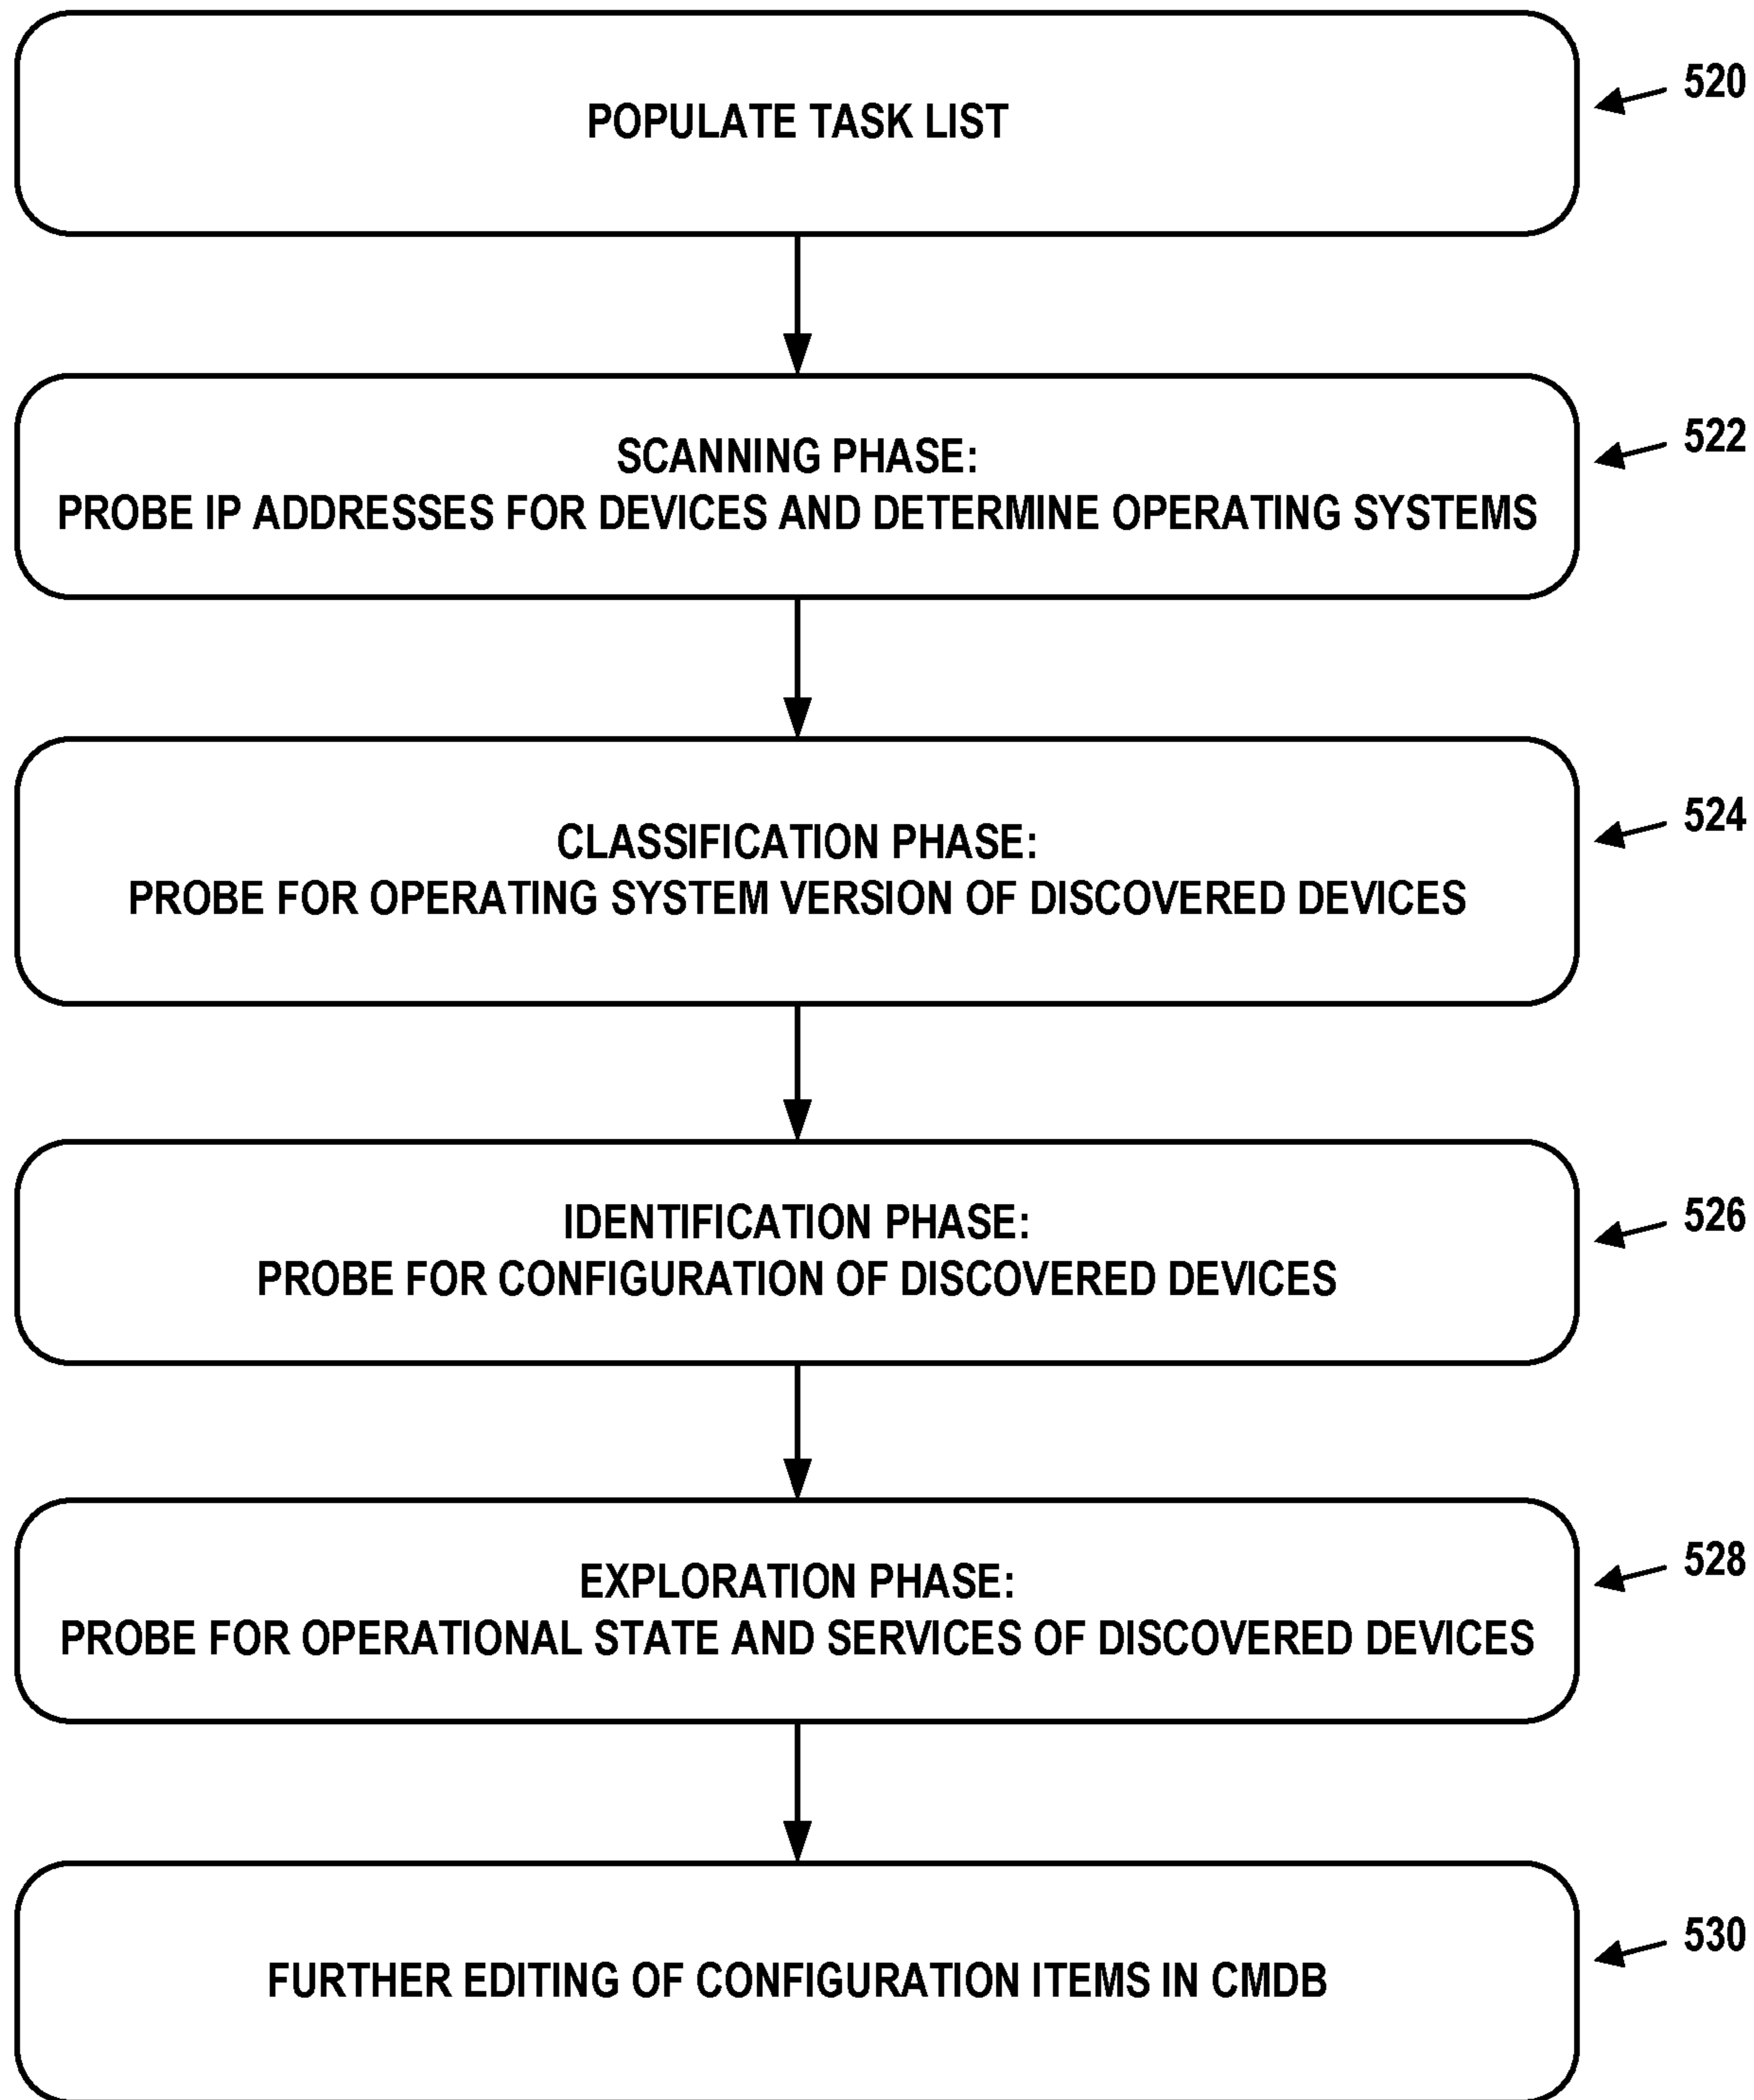 POPULATE TASK LIST
520
SCANNING PHASE:
PROBE IP ADDRESSES FOR DEVICES AND DETERMINE OPERATING SYSTEMS
522
CLASSIFICATION PHASE:
PROBE FOR OPERATING SYSTEM VERSION OF DISCOVERED DEVICES
524
IDENTIFICATION PHASE:
PROBE FOR CONFIGURATION OF DISCOVERED DEVICES
526
EXPLORATION PHASE:
PROBE FOR OPERATIONAL STATE AND SERVICES OF DISCOVERED DEVICES
528
FURTHER EDITING OF CONFIGURATION ITEMS IN CMDB
530